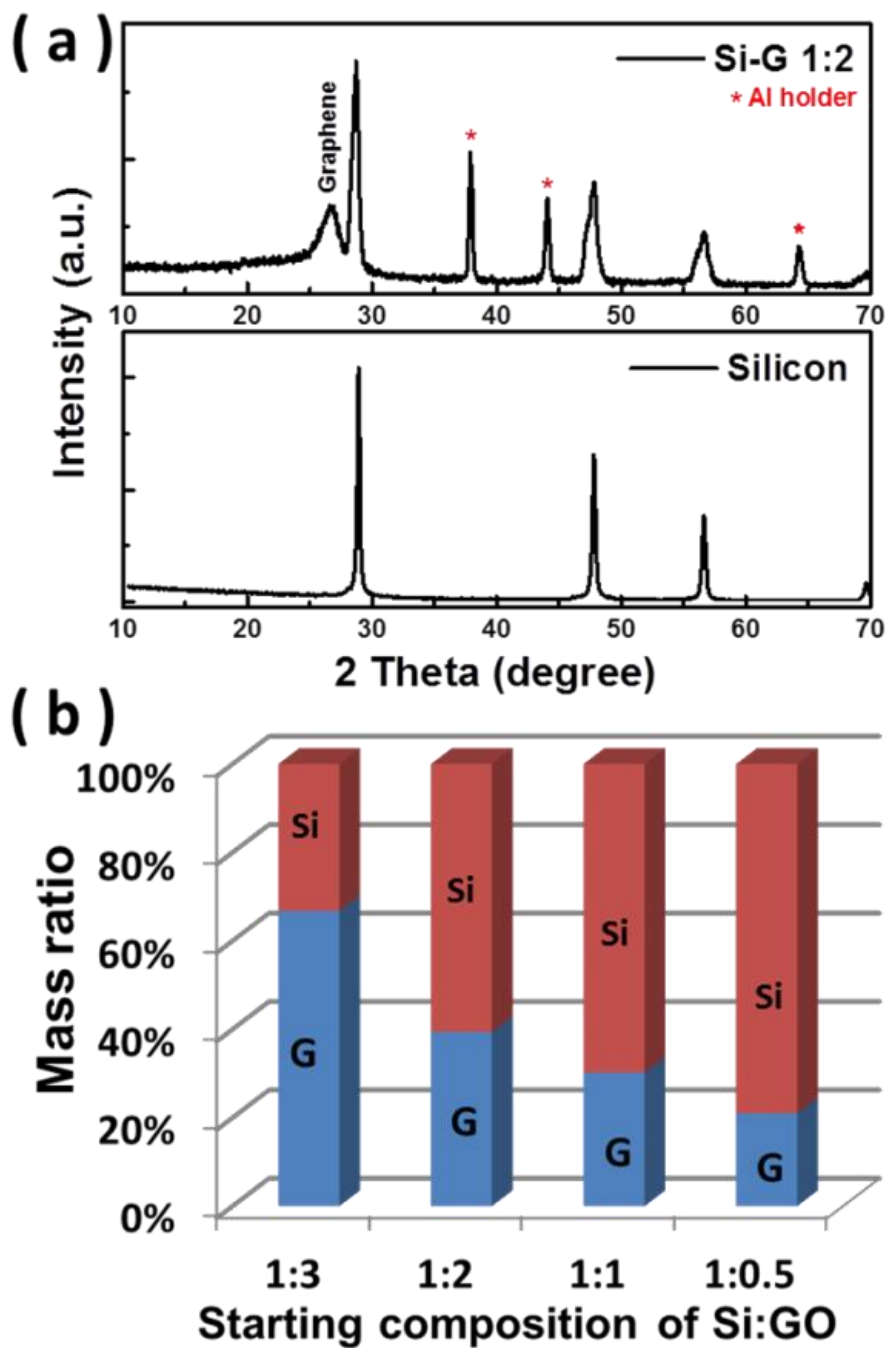 ( a )
Si-G 1:2
* Al holder
Graphene
* * *
10 20 30 40 50 60 70
Silicon
10 20 30 40 50 60 70
Intensity (a.u.)
2 Theta (degree)
( b )
100%
80%
60%
40%
20%
0%
Mass ratio
Si Si Si Si
G G G G
1:3 1:2 1:1 1:0.5
Starting composition of Si:GO